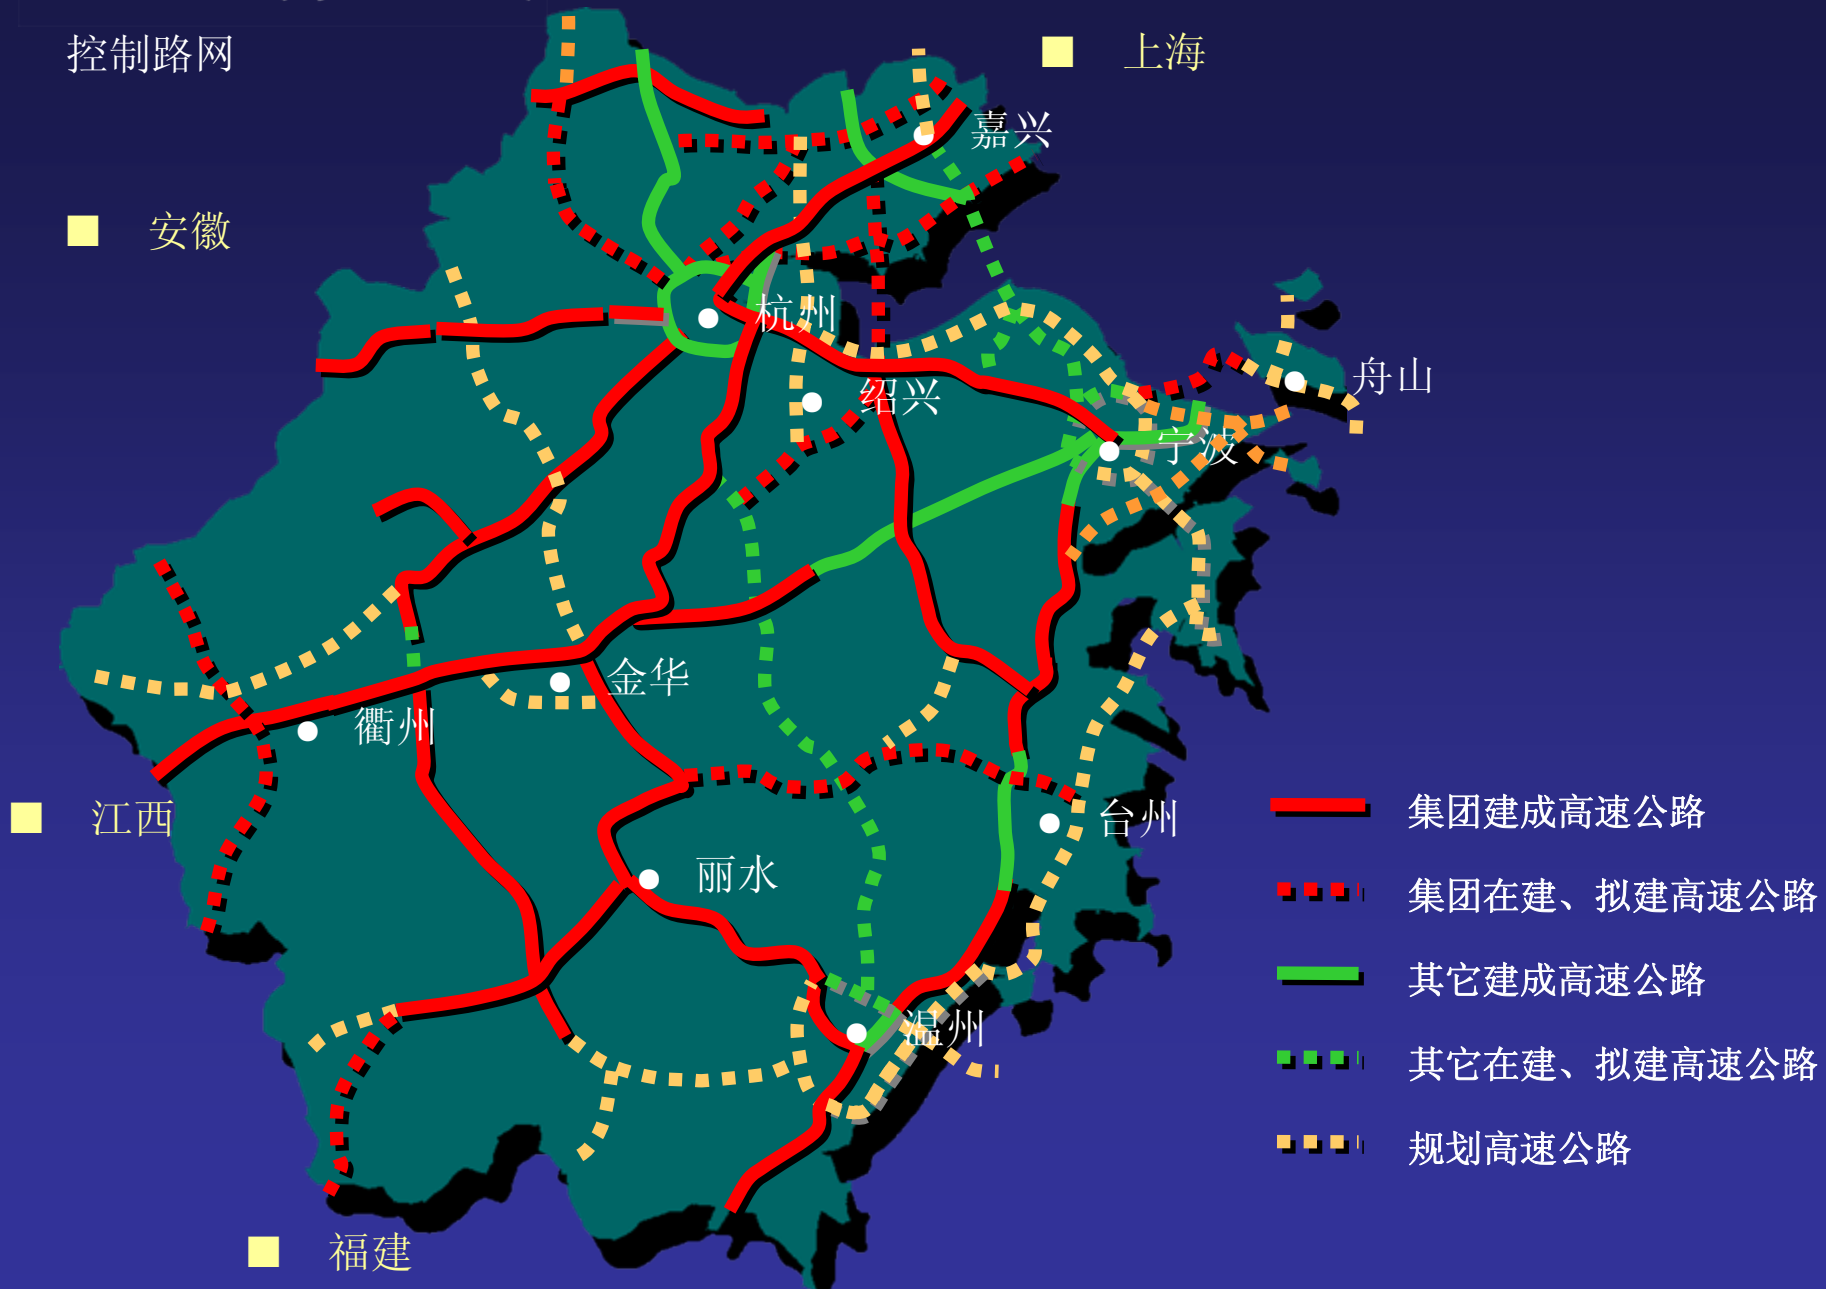 控制路网
上海
嘉兴
安徽
杭州
舟山
绍兴
宁波
金华
衢州
江西
台州
丽水
温州
福建
集团建成高速公路
集团在建、拟建高速公路
其它建成高速公路
其它在建、拟建高速公路
规划高速公路